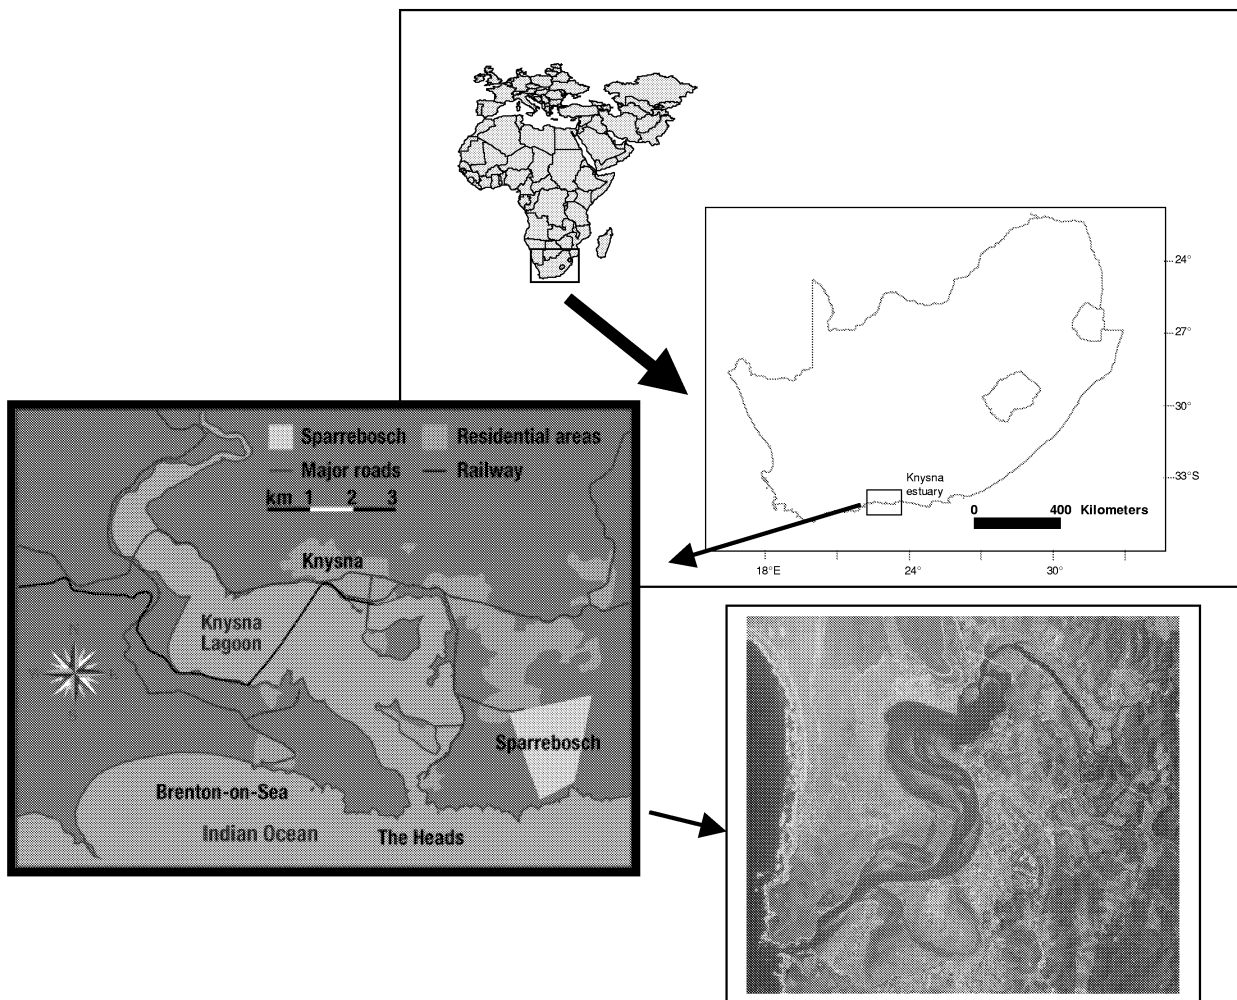 24°
27°
30°
33°S
Knysna
estuary
0 400 Kilometers
18°E 24° 30°
Sparrebosch Residential areas
Major roads Railway
km 1 2 3
Knysna
Knysna
Lagoon
N
W E
S
Sparrebosch
Brenton-on-Sea
Indian Ocean
The Heads